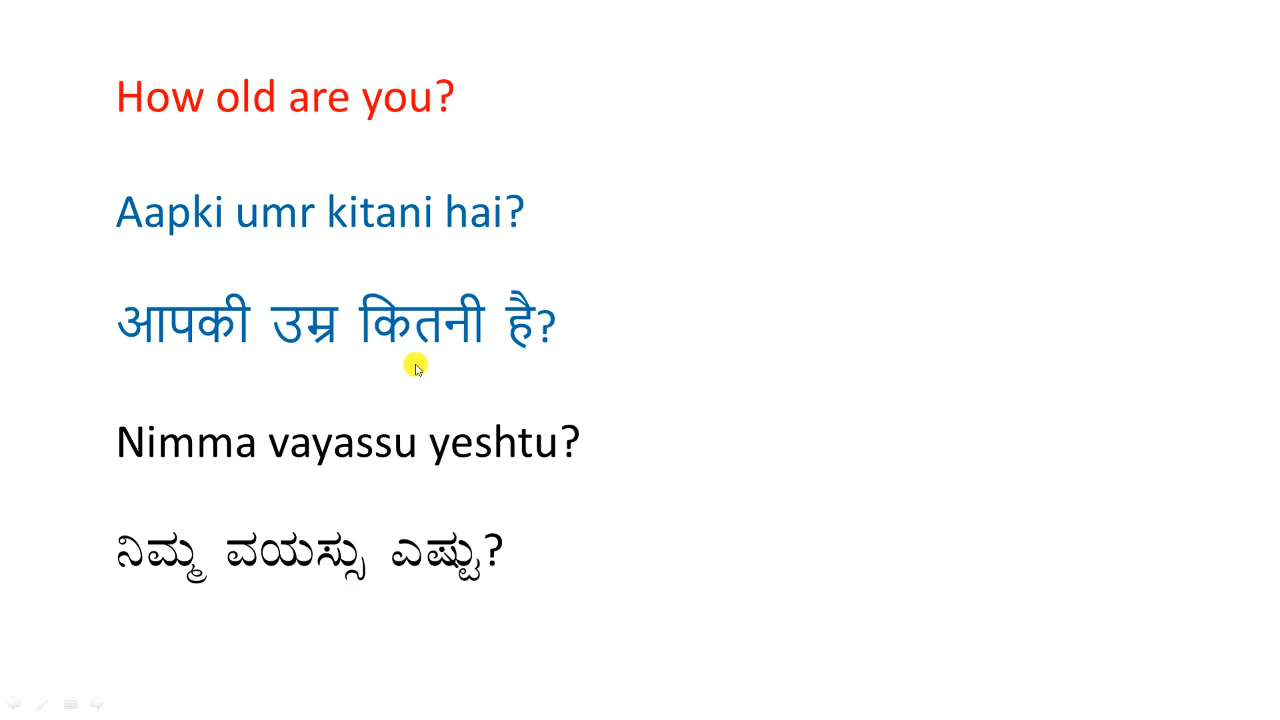 How old are you?
Aapki umr kitani hai?
आपकी उम्र कितनी है?
Nimma vayassu yeshtu?
ನಿಮ್ಮ ವಯಸ್ಸು ಎಷ್ಟು?